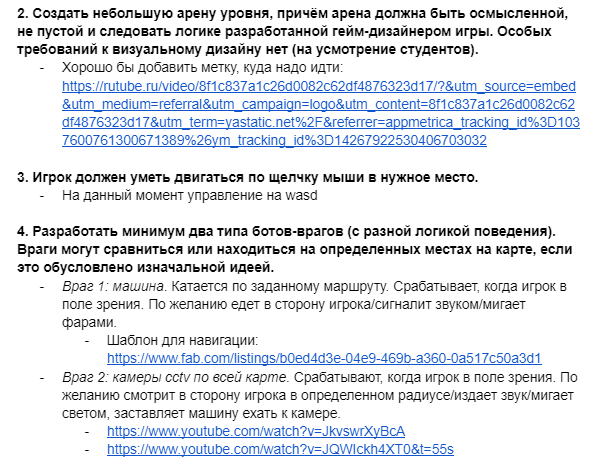 2. Создать небольшую арену уровня, причём арена должна быть осмысленной,
не пустой и следовать логике разработанной гейм-дизайнером игры. Особых
требований к визуальному дизайну нет (на усмотрение студентов).
- Хорошо бы добавить метку, куда надо идти:
https://rutube.ru/video/8f1c837a1c26d0082c62df4876323d17/?&utm_source=embed
&utm_medium=referral&utm_campaign=logo&utm_content=8f1c837a1c26d0082c62
df4876323d17&utm_term=yastatic.net%2F&referrer=appmetrica_tracking_id%3D103
7600761300671389%26ym_tracking_id%3D14267922530406703032
3. Игрок должен уметь двигаться по щелчку мыши в нужное место.
- На данный момент управление на wasd
4. Разработать минимум два типа ботов-врагов (с разной логикой поведения).
Враги могут сравниться или находиться на определенных местах на карте, если
это обусловлено изначальной идеей.
- Враг 1: машина. Катается по заданному маршруту. Срабатывает, когда игрок в
поле зрения. По желанию едет в сторону игрока/сигналит звуком/мигает
фарами.
- Шаблон для навигации:
https://www.fab.com/listings/b0ed4d3e-04e9-469b-a360-0a517c50a3d1
- Враг 2: камеры cctv по всей карте. Срабатывают, когда игрок в поле зрения. По
желанию смотрит в сторону игрока в определенном радиусе/издает звук/мигает
светом, заставляет машину ехать к камере.
- https://www.youtube.com/watch?v=JkvswrXyBcA
- https://www.youtube.com/watch?v=JQWIckh4XT0&t=55s